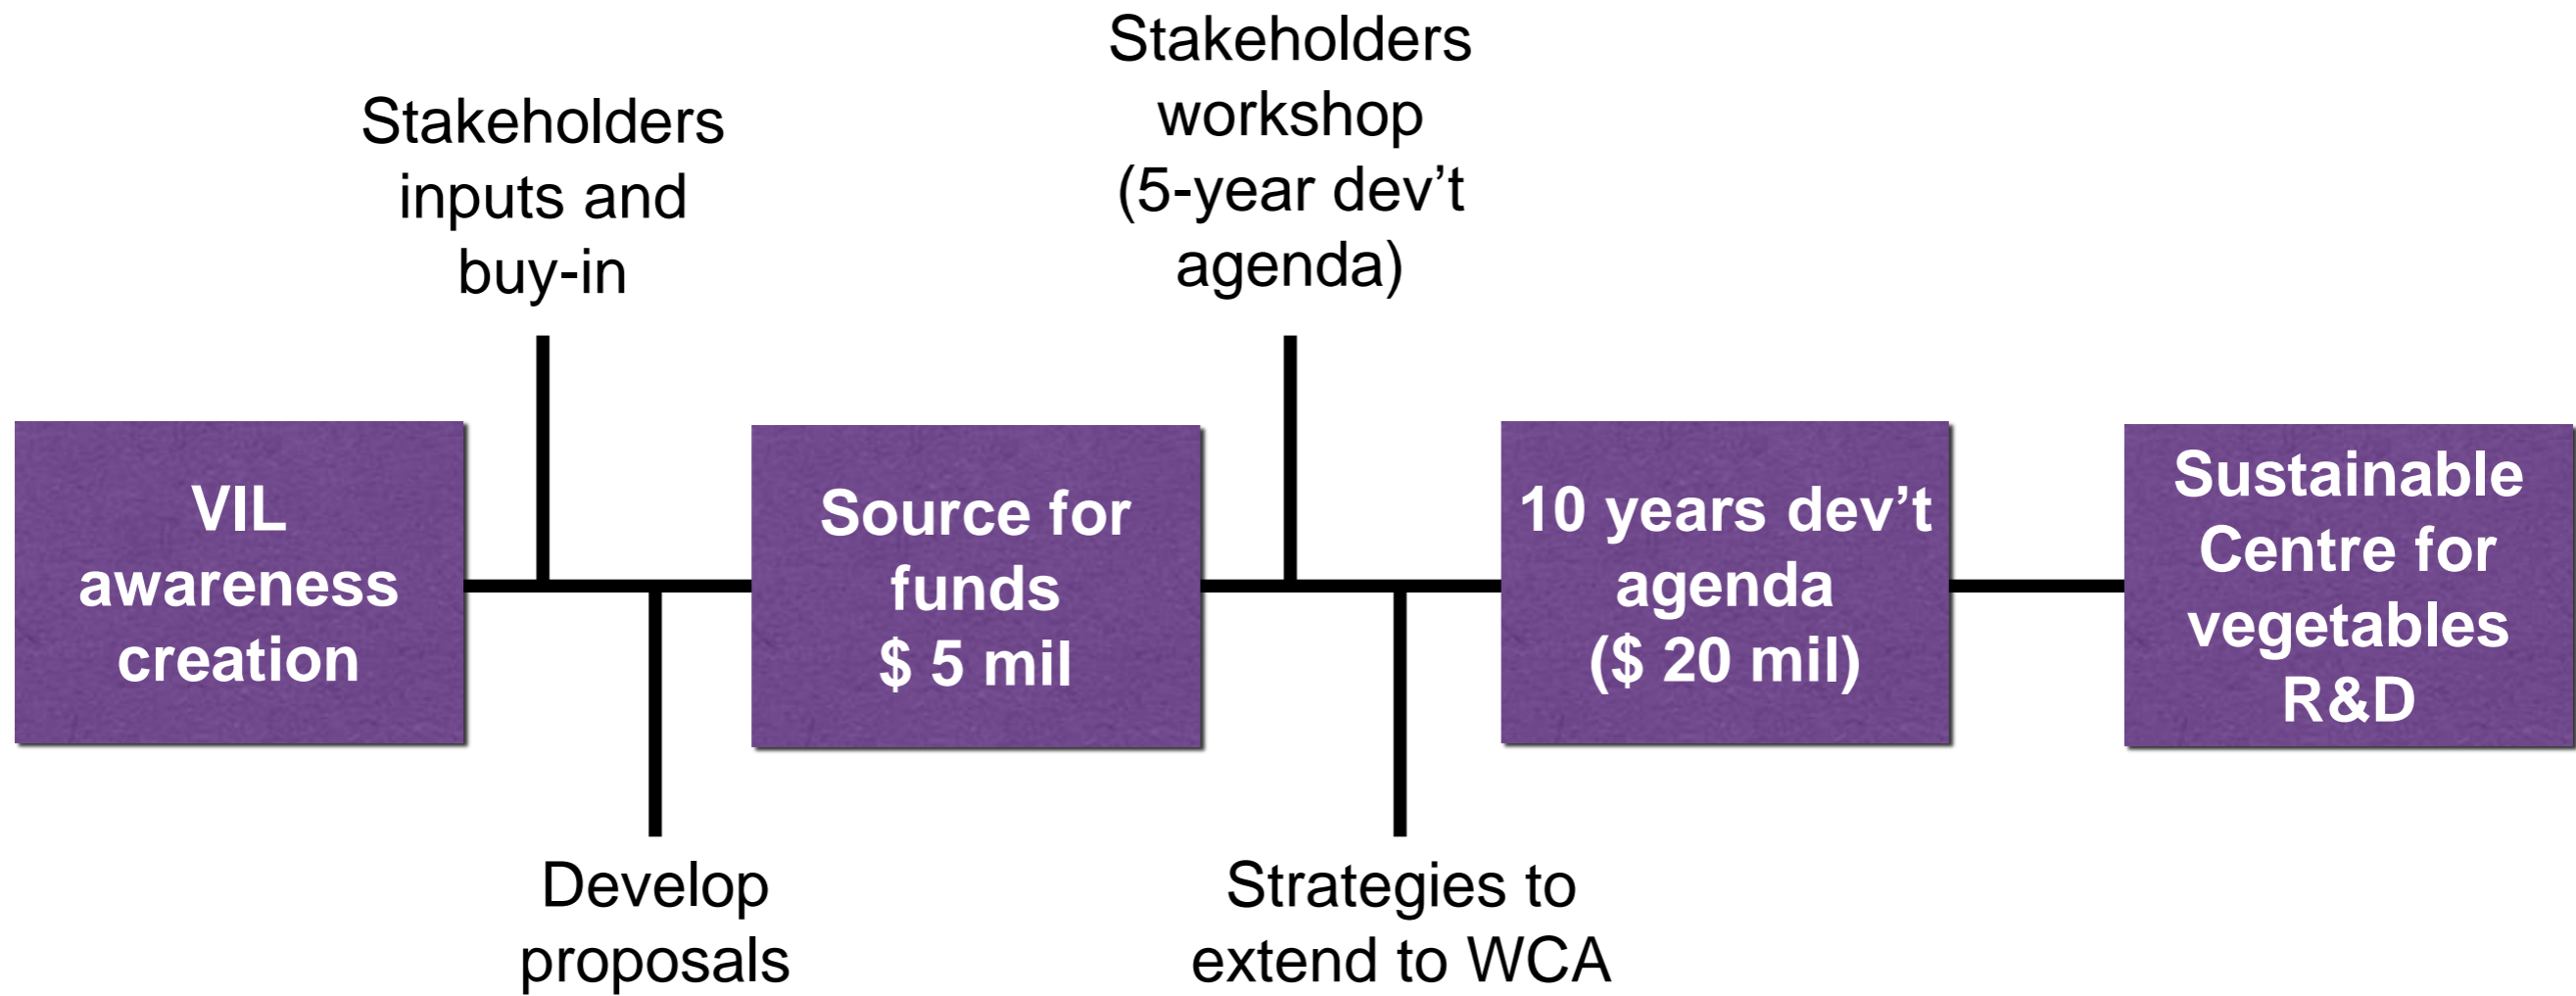 Stakeholders
inputs and
buy-in
Stakeholders
workshop
(5-year dev’t
agenda)
VIL
awareness
creation
Source for
funds
$ 5 mil
10 years dev’t
agenda
($ 20 mil)
Sustainable
Centre for
vegetables
R&D
Develop
proposals
Strategies to
extend to WCA